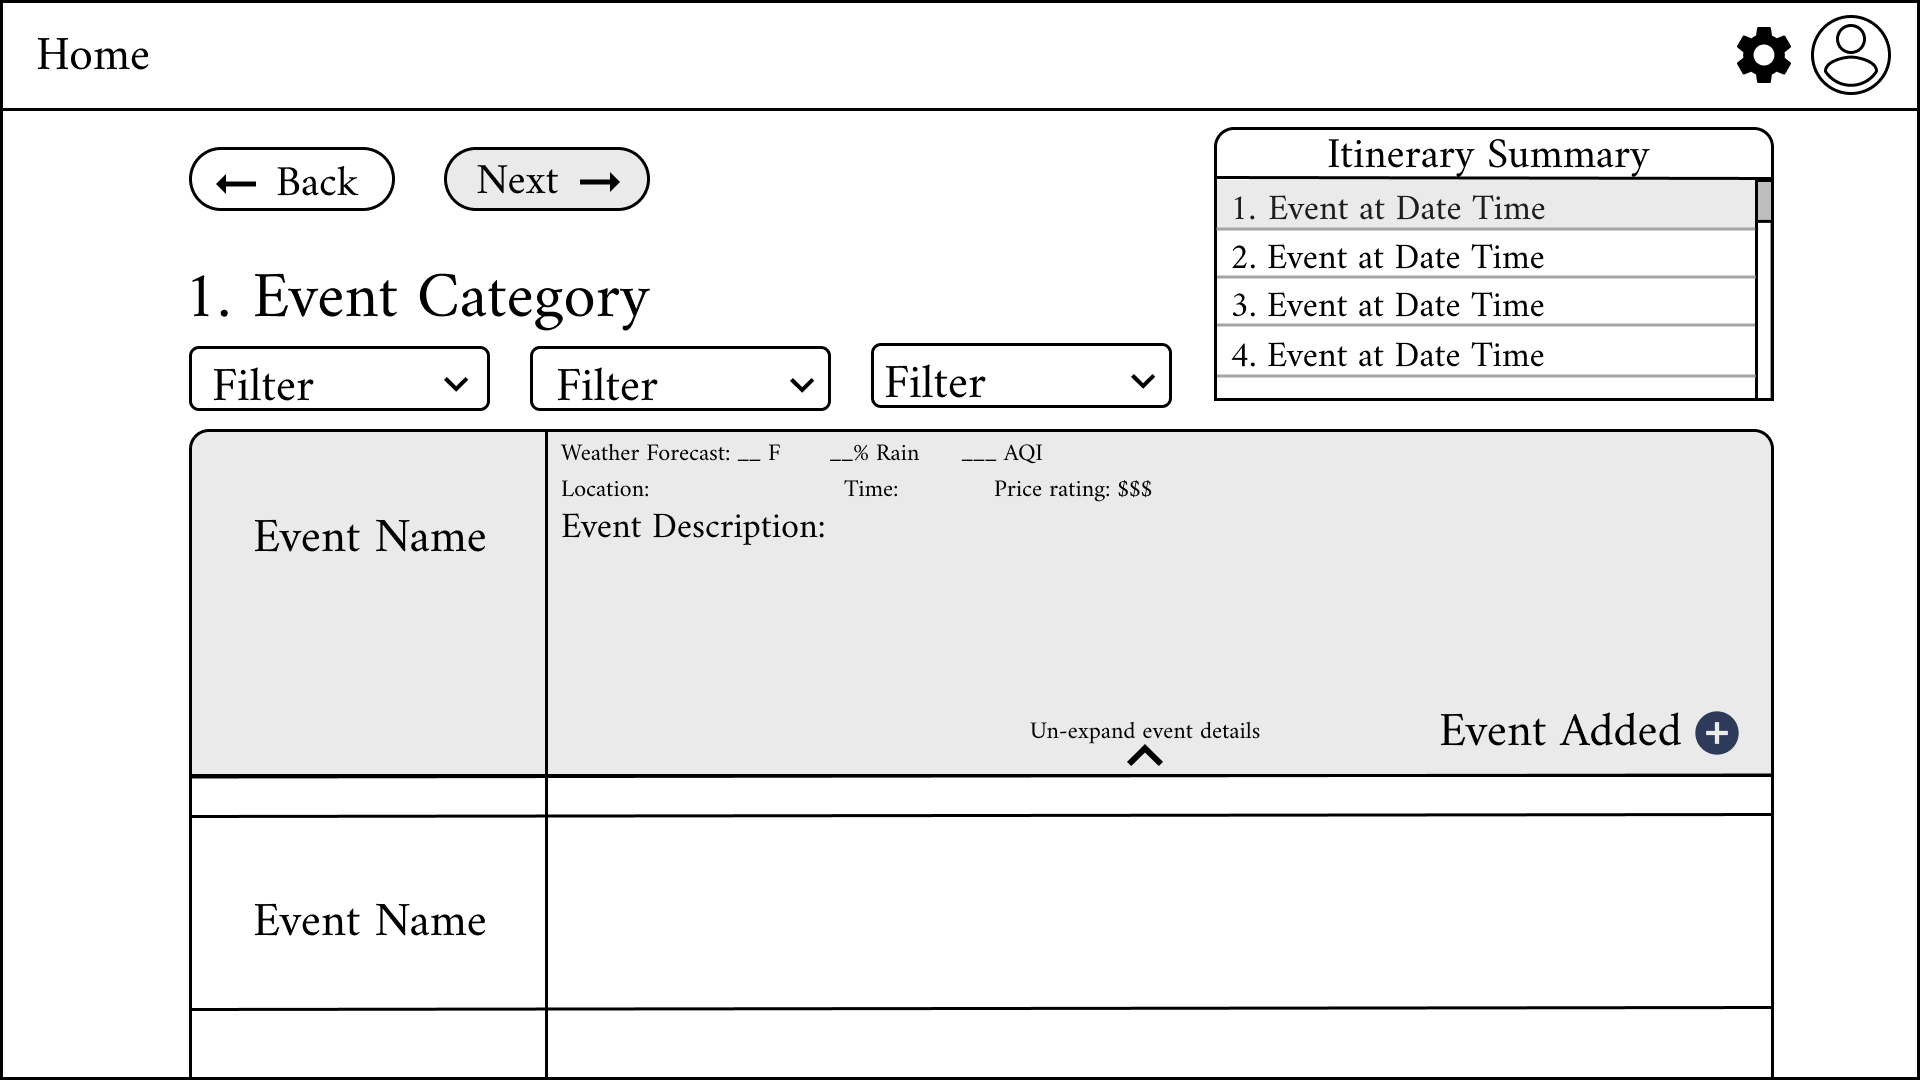 Home
← Back
Next →
Itinerary Summary
1. Event at Date Time
2. Event at Date Time
3. Event at Date Time
4. Event at Date Time
1. Event Category
Filter
Filter
Filter
Event Name
Weather Forecast: __ F __% Rain ___ AQI
Location: Time: Price rating: $$$
Event Description:
Un-expand event details
Event Added +
Event Name